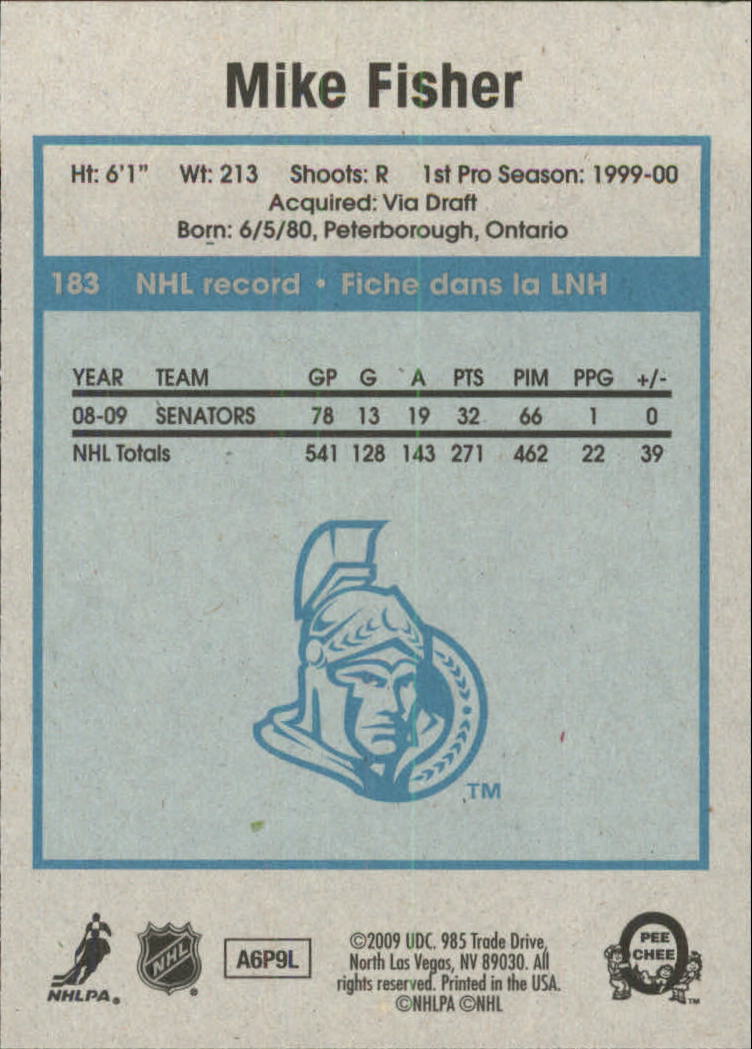 Mike Fisher
Ht: 6'1" Wt: 213 Shoots: R 1st Pro Season: 1999-00
Acquired: Via Draft
Born: 6/5/80, Peterborough, Ontario
183 NHL record • Fiche dans la LNH
YEAR TEAM GP G A PTS PIM PPG +/-
08-09 SENATORS 78 13 19 32 66 1 0
NHL Totals 541 128 143 271 462 22 39
TM
NHLPA.
NHL
A6P9L
©2009 UDC. 985 Trade Drive,
North Las Vegas, NV 89030. All
rights reserved. Printed in the USA.
©NHLPA ©NHL
PEE
CHEE
TM